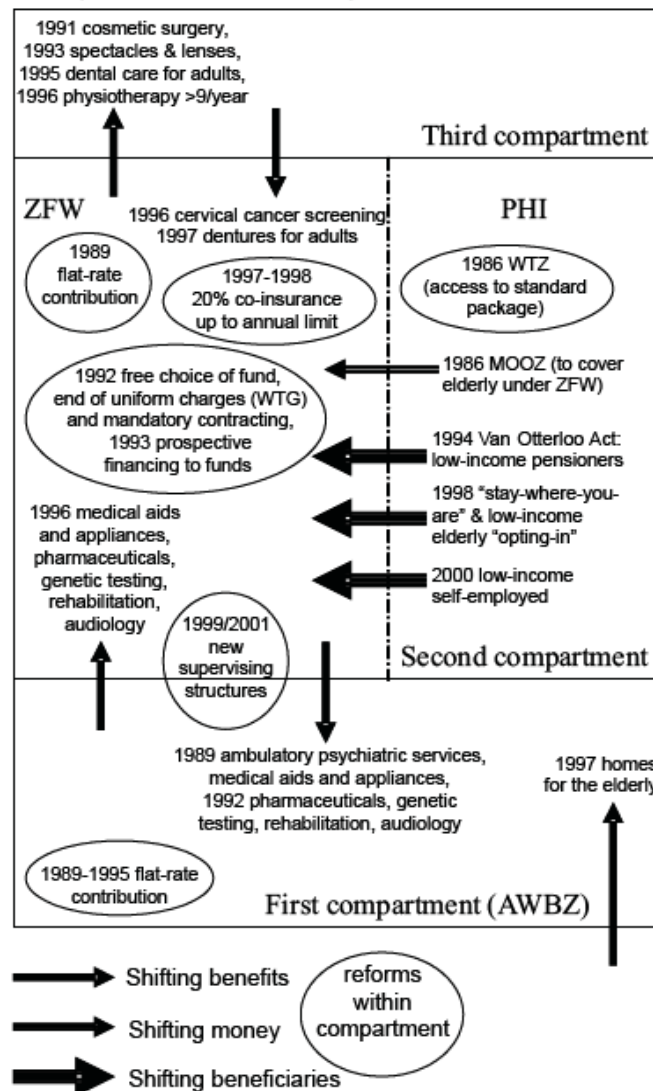 1991 cosmetic surgery,
1993 spectacles & lenses,
1995 dental care for adults,
1996 physiotherapy >9/year
Third compartment
ZFW
PHI
1996 cervical cancer screening
1997 dentures for adults
1989
flat-rate
contribution
1997-1998
20% co-insurance
up to annual limit
1986 WTZ
(access to standard
package)
1992 free choice of fund,
end of uniform charges (WTG)
and mandatory contracting,
1993 prospective
financing to funds
1986 MOOZ (to cover
elderly under ZFW)
1994 Van Otterloo Act:
low-income pensioners
1998 “stay-where-you-
are” & low-income
elderly “opting-in”
2000 low-income
self-employed
1996 medical aids
and appliances,
pharmaceuticals,
genetic testing,
rehabilitation,
audiology
1999/2001
new
supervising
structures
Second compartment
1989 ambulatory psychiatric services,
medical aids and appliances,
1992 pharmaceuticals, genetic
testing, rehabilitation, audiology
1997 homes
for the elderly
1989-1995 flat-rate
contribution
First compartment (AWBZ)
Shifting benefits
Shifting money
Shifting beneficiaries
reforms
within
compartment